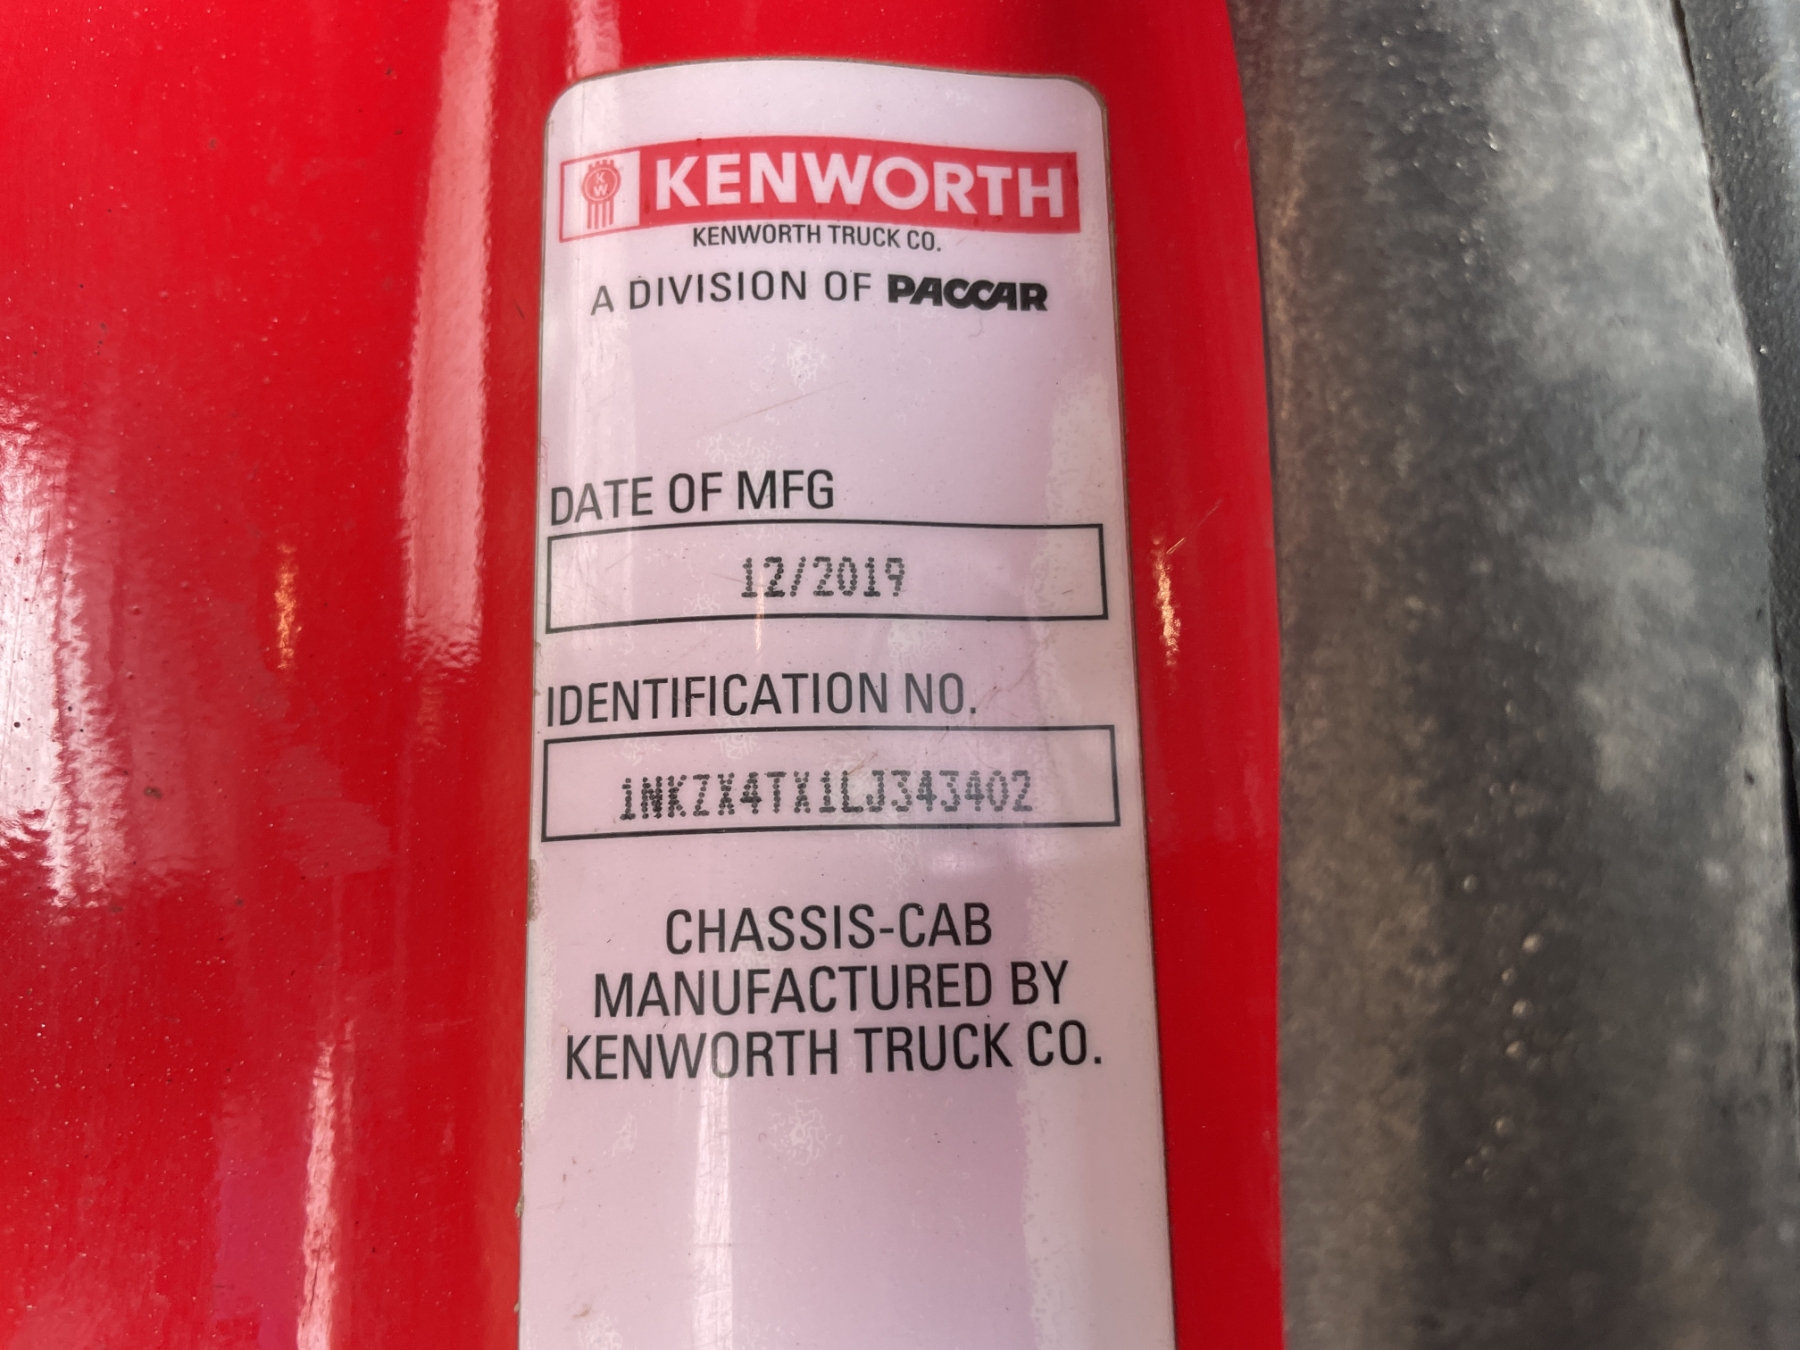 KW KENWORTH
KENWORTH TRUCK CO.
A DIVISION OF PACCAR
DATE OF MFG
12/2019
IDENTIFICATION NO.
1NKZX4TX1LJ343402
CHASSIS-CAB
MANUFACTURED BY
KENWORTH TRUCK CO.